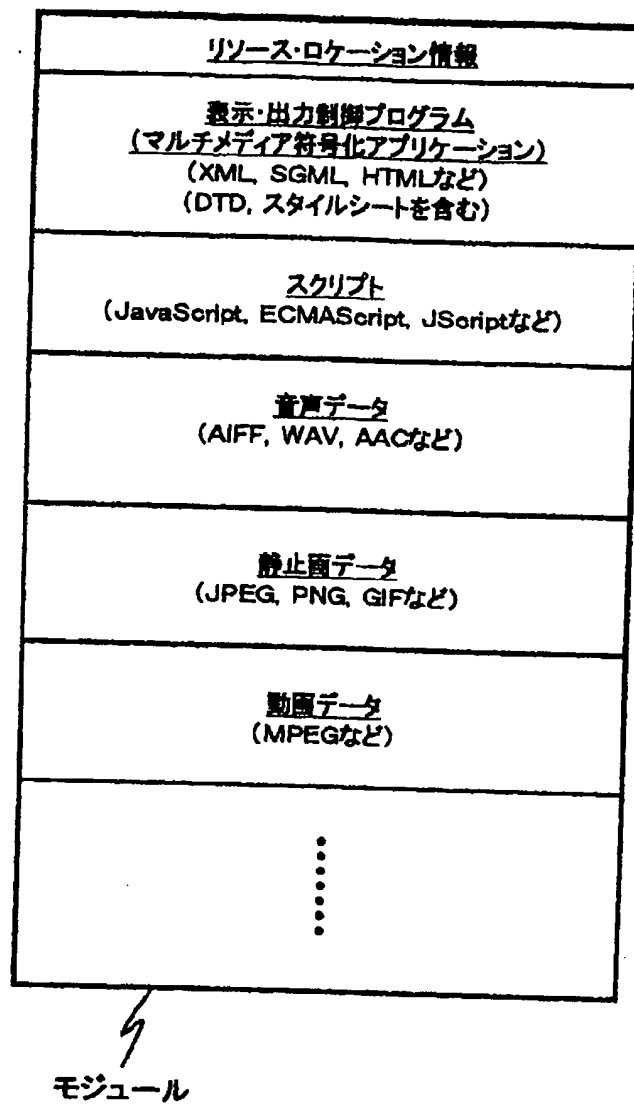 リソース・ロケーション情報
表示・出力制御プログラム
(マルチメディア符号化アプリケーション)
(XML, SGML, HTMLなど)
(DTD, スタイルシートを含む)
スクリプト
(JavaScript, ECMAScript, JScriptなど)
音声データ
(AIFF, WAV, AACなど)
静止画データ
(JPEG, PNG, GIFなど)
動画データ
(MPEGなど)
モジュール